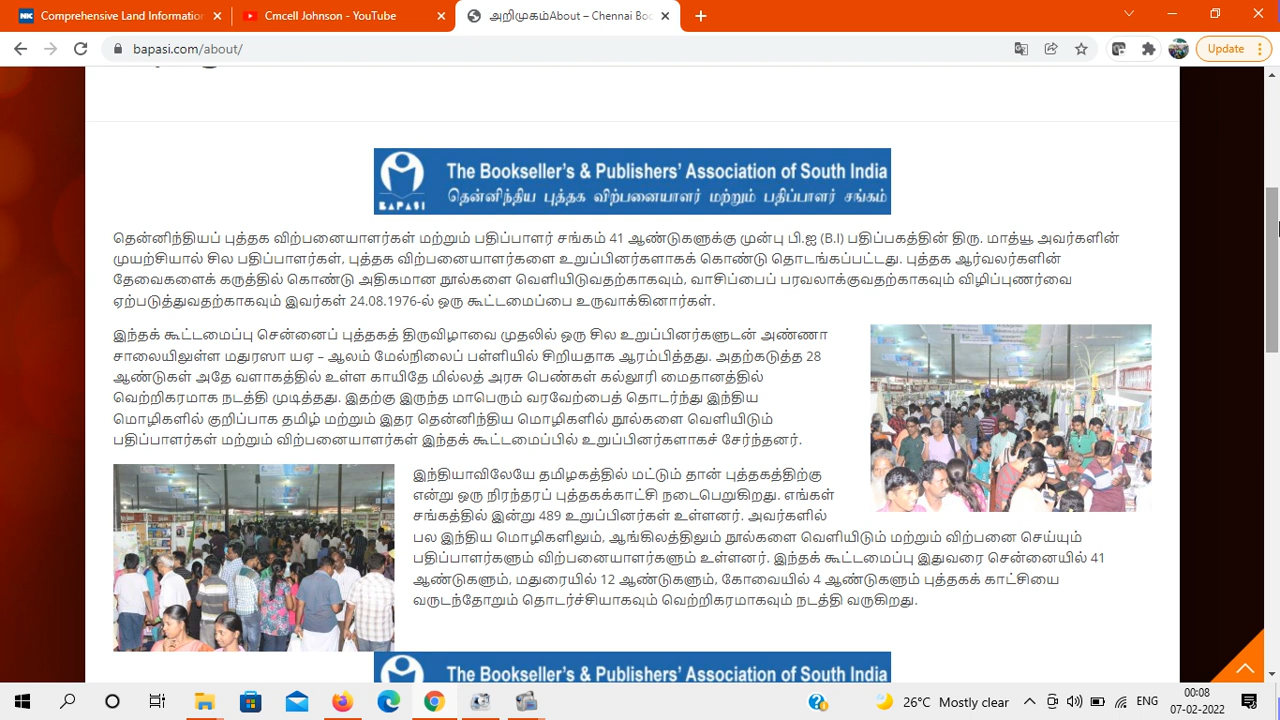 Comprehensive Land Information
Cmcell Johnson - YouTube
அறிமுகம்About – Chennai Boo
bapasi.com/about/
Update
The Bookseller's & Publishers' Association of South India
BAPASI
தென்னிந்திய புத்தக விற்பனையாளர் மற்றும் பதிப்பாளர் சங்கம்
தென்னிந்தியப் புத்தக விற்பனையாளர்கள் மற்றும் பதிப்பாளர் சங்கம் 41 ஆண்டுகளுக்கு முன்பு பி.ஐ (B.I) பதிப்பகத்தின் திரு. மாத்யூ அவர்களின்
முயற்சியால் சில பதிப்பாளர்கள், புத்தக விற்பனையாளர்களை உறுப்பினர்களாகக் கொண்டு தொடங்கப்பட்டது. புத்தக ஆர்வலர்களின்
தேவைகளைக் கருத்தில் கொண்டு அதிகமான நூல்களை வெளியிடுவதற்காகவும், வாசிப்பைப் பரவலாக்குவதற்காகவும் விழிப்புணர்வை
ஏற்படுத்துவதற்காகவும் இவர்கள் 24.08.1976-ல் ஒரு கூட்டமைப்பை உருவாக்கினார்கள்.
இந்தக் கூட்டமைப்பு சென்னைப் புத்தகத் திருவிழாவை முதலில் ஒரு சில உறுப்பினர்களுடன் அண்ணா
சாலையிலுள்ள மதுரஸா யஏ – ஆலம் மேல்நிலைப் பள்ளியில் சிறியதாக ஆரம்பித்தது. அதற்கடுத்த 28
ஆண்டுகள் அதே வளாகத்தில் உள்ள காயிதே மில்லத் அரசு பெண்கள் கல்லூரி மைதானத்தில்
வெற்றிகரமாக நடத்தி முடித்தது. இதற்கு இருந்த மாபெரும் வரவேற்பைத் தொடர்ந்து இந்திய
மொழிகளில் குறிப்பாக தமிழ் மற்றும் இதர தென்னிந்திய மொழிகளில் நூல்களை வெளியிடும்
பதிப்பாளர்கள் மற்றும் விற்பனையாளர்கள் இந்தக் கூட்டமைப்பில் உறுப்பினர்களாகச் சேர்ந்தனர்.
இந்தியாவிலேயே தமிழகத்தில் மட்டும் தான் புத்தகத்திற்கு
என்று ஒரு நிரந்தரப் புத்தகக்காட்சி நடைபெறுகிறது. எங்கள்
சங்கத்தில் இன்று 489 உறுப்பினர்கள் உள்ளனர். அவர்களில்
பல இந்திய மொழிகளிலும், ஆங்கிலத்திலும் நூல்களை வெளியிடும் மற்றும் விற்பனை செய்யும்
பதிப்பாளர்களும் விற்பனையாளர்களும் உள்ளனர். இந்தக் கூட்டமைப்பு இதுவரை சென்னையில் 41
ஆண்டுகளும், மதுரையில் 12 ஆண்டுகளும், கோவையில் 4 ஆண்டுகளும் புத்தகக் காட்சியை
வருடந்தோறும் தொடர்ச்சியாகவும் வெற்றிகரமாகவும் நடத்தி வருகிறது.
The Bookseller's & Publishers' Association of South India
26°C Mostly clear
ENG
00:08
07-02-2022